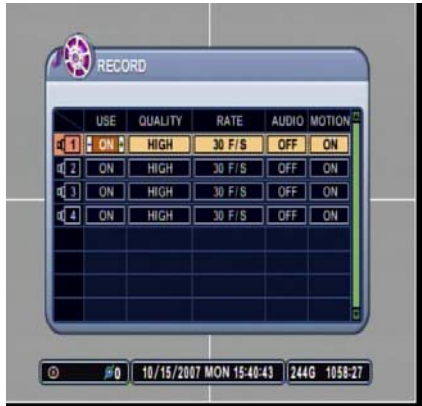 RECORD
USE QUALITY RATE AUDIO MOTION
1 - ON + HIGH 30 F/S OFF ON
2 ON HIGH 30 F/S OFF ON
3 ON HIGH 30 F/S OFF ON
4 ON HIGH 30 F/S OFF ON
0 10/15/2007 MON 15:40:43 244G 1058:27